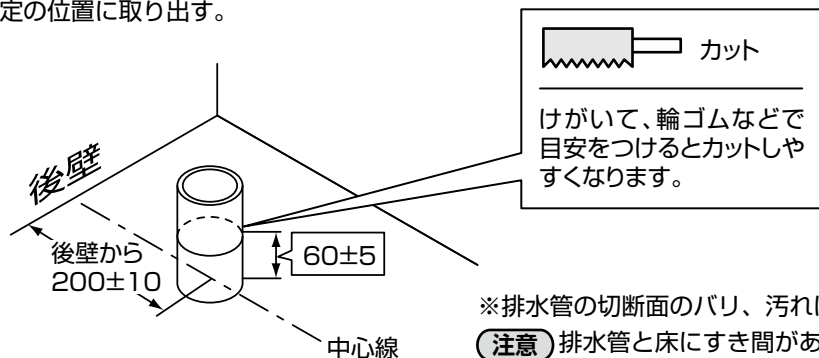 定の位置に取り出す。
カット
けがいて、輪ゴムなどで
目安をつけるとカットしや
すくなります。
後壁
後壁から
200±10
60±5
中心線
※排水管の切断面のバリ、汚れ
注意 排水管と床にすき間があ